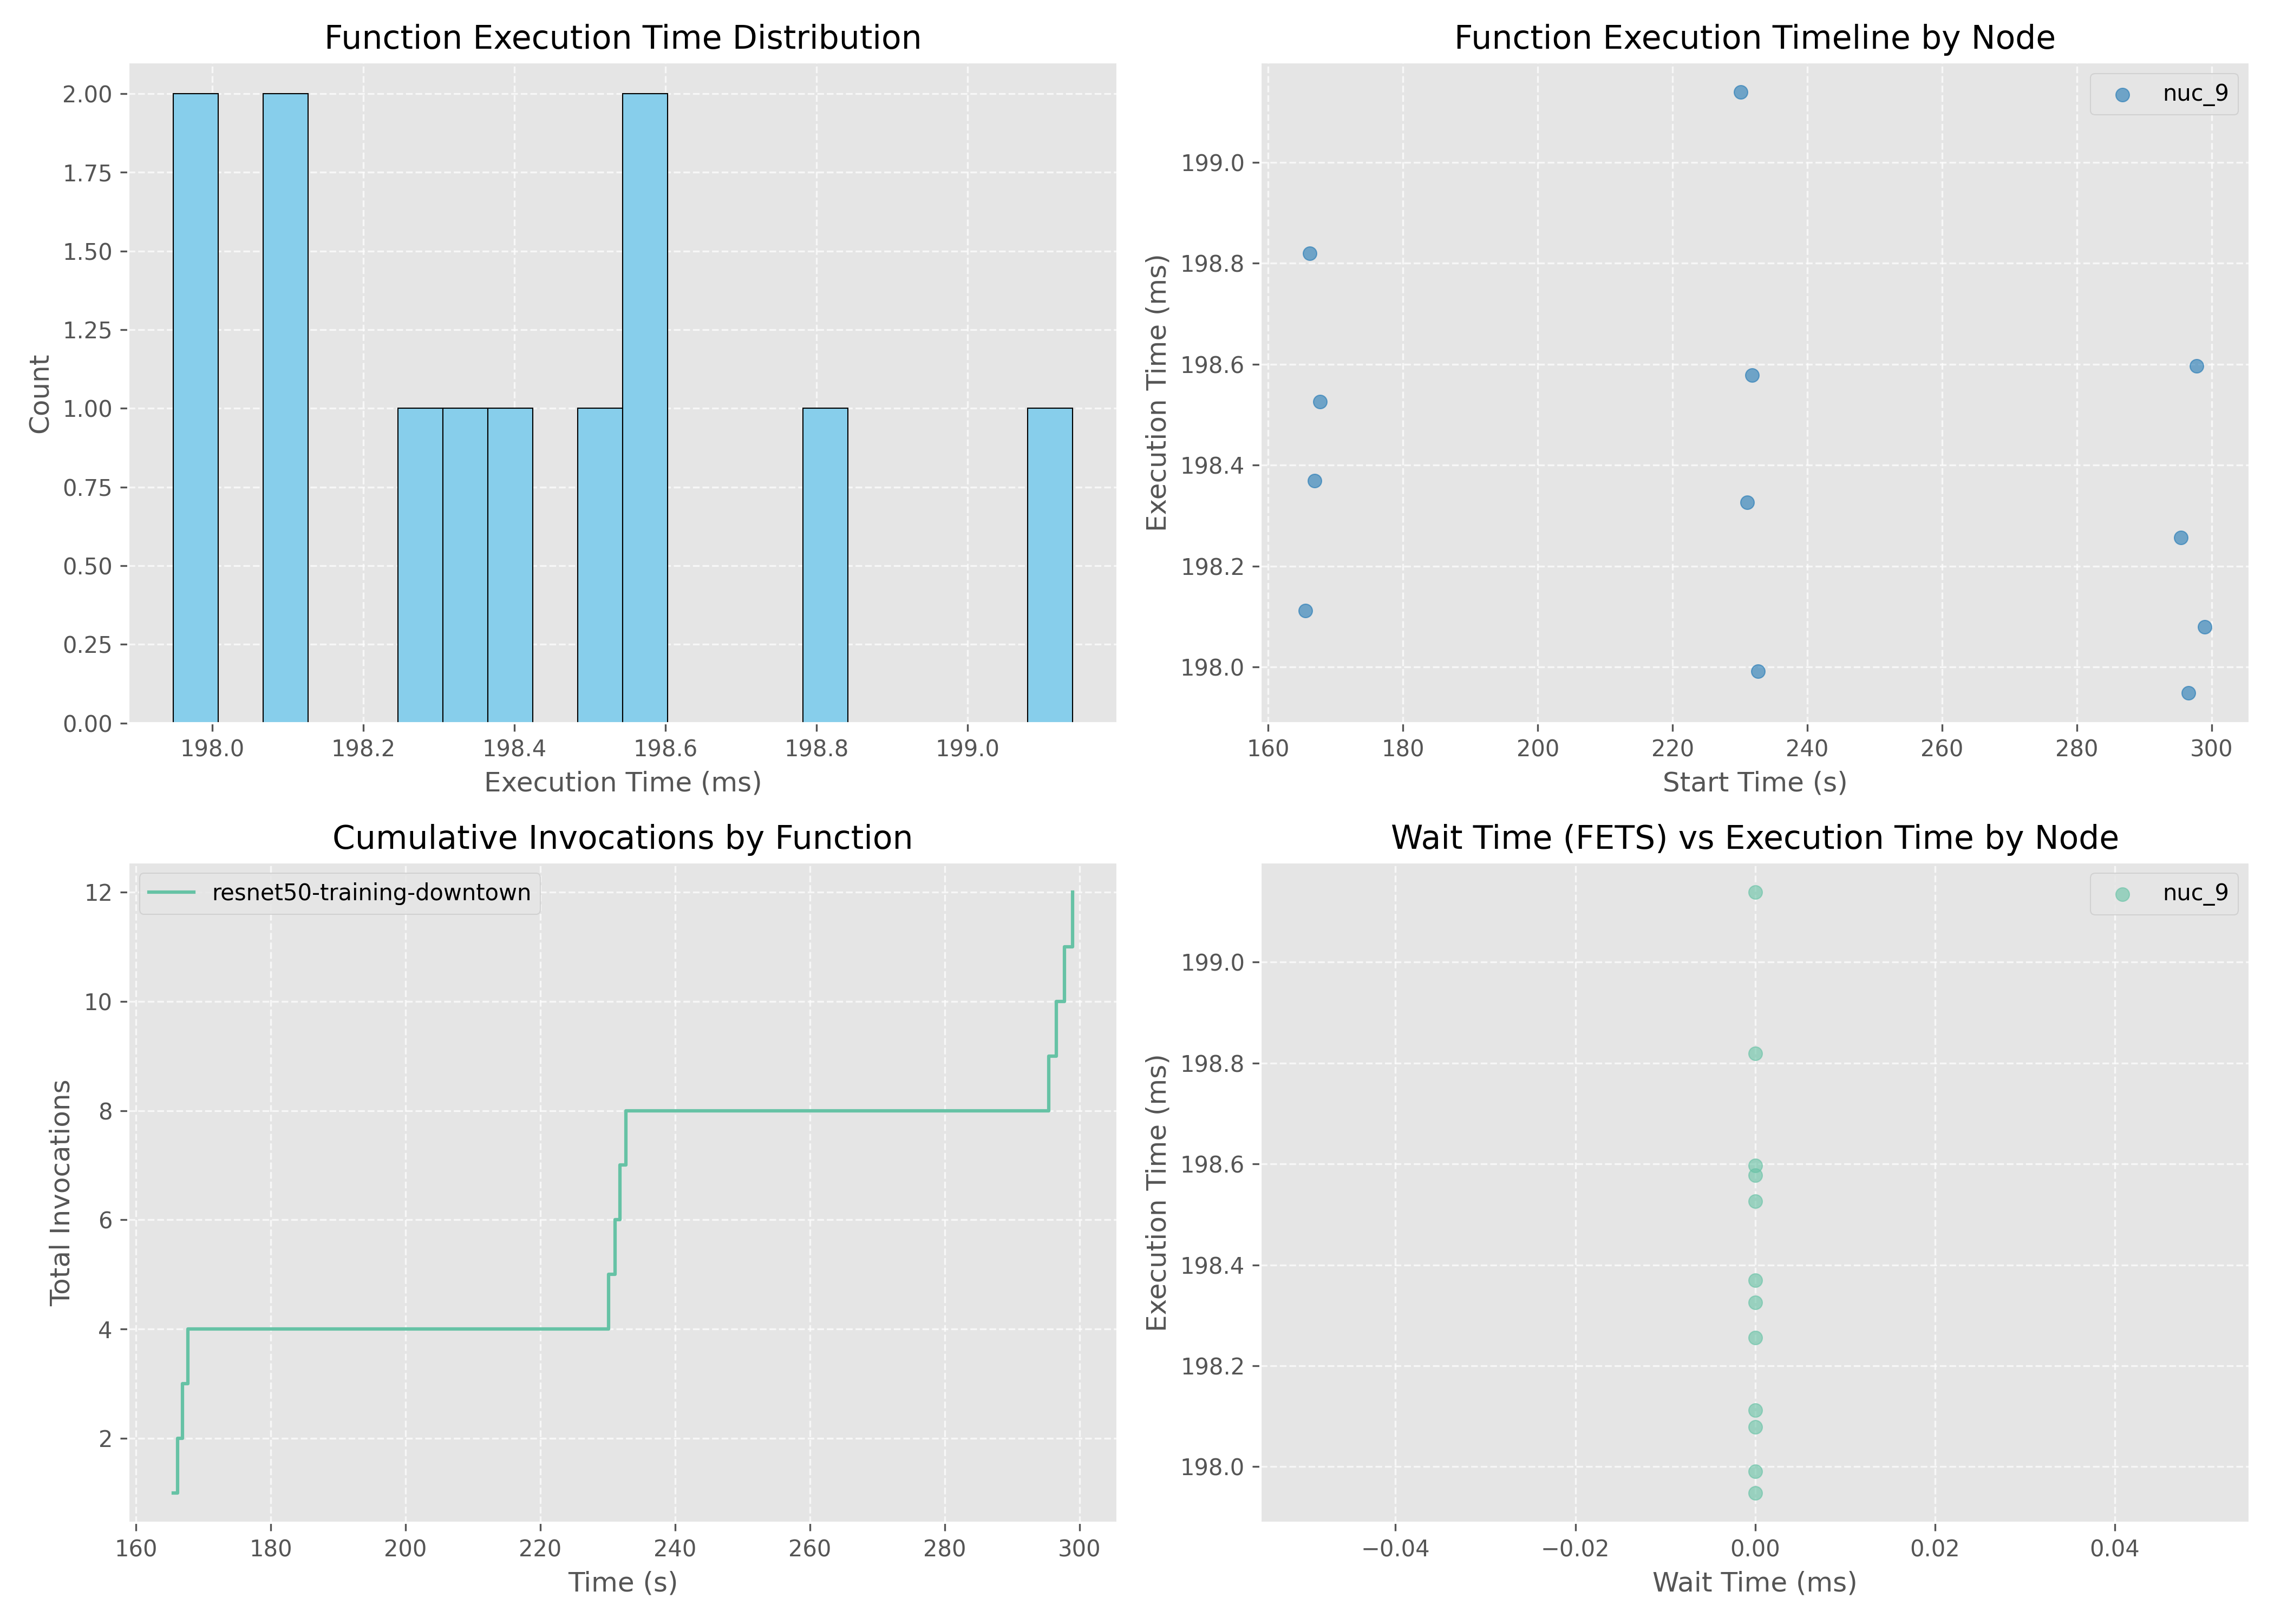 Function Execution Time Distribution
2.00
1.75
1.50
1.25
1.00
0.75
0.50
0.25
0.00
Count
198.0 198.2 198.4 198.6 198.8 199.0
Execution Time (ms)
Function Execution Timeline by Node
nuc_9
199.0
198.8
198.6
198.4
198.2
198.0
Execution Time (ms)
160 180 200 220 240 260 280 300
Start Time (s)
Cumulative Invocations by Function
resnet50-training-downtown
12
10
8
6
4
2
Total Invocations
160 180 200 220 240 260 280 300
Time (s)
Wait Time (FETS) vs Execution Time by Node
nuc_9
199.0
198.8
198.6
198.4
198.2
198.0
Execution Time (ms)
−0.04 −0.02 0.00 0.02 0.04
Wait Time (ms)